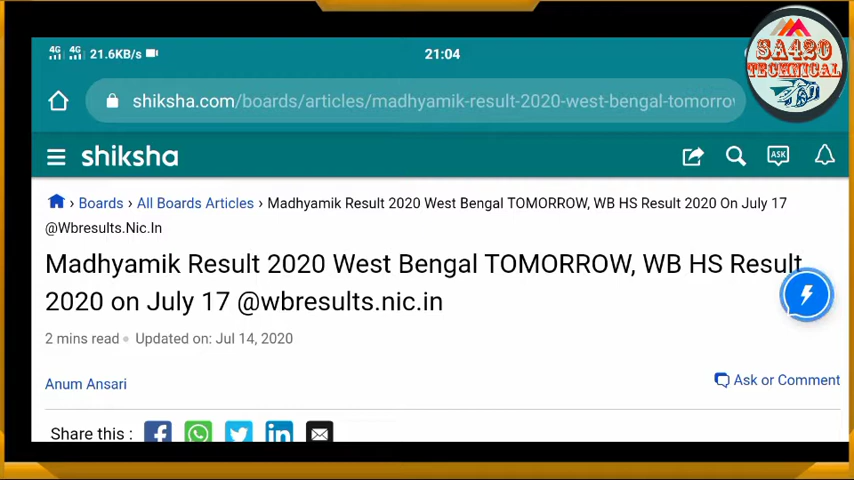 4G 4G 21.6KB/s 21:04
SA420
TECHNICAL
shiksha.com/boards/articles/madhyamik-result-2020-west-bengal-tomorrow
shiksha ASK
Boards › All Boards Articles › Madhyamik Result 2020 West Bengal TOMORROW, WB HS Result 2020 On July 17
@Wbresults.Nic.In
Madhyamik Result 2020 West Bengal TOMORROW, WB HS Result
2020 on July 17 @wbresults.nic.in
2 mins read Updated on: Jul 14, 2020
Anum Ansari Ask or Comment
Share this :